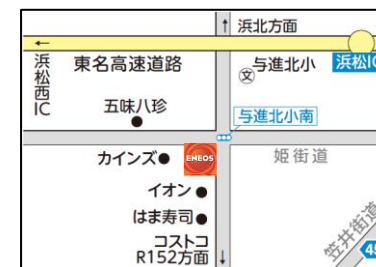 ↑ 浜北方面
←
浜松西IC
東名高速道路
文 与進北小
浜松IC
五味八珍
与進北小南
カインズ
ENEOS
姫街道
イオン
はま寿司
コストコ
R152方面 ↓
笠井街道
45